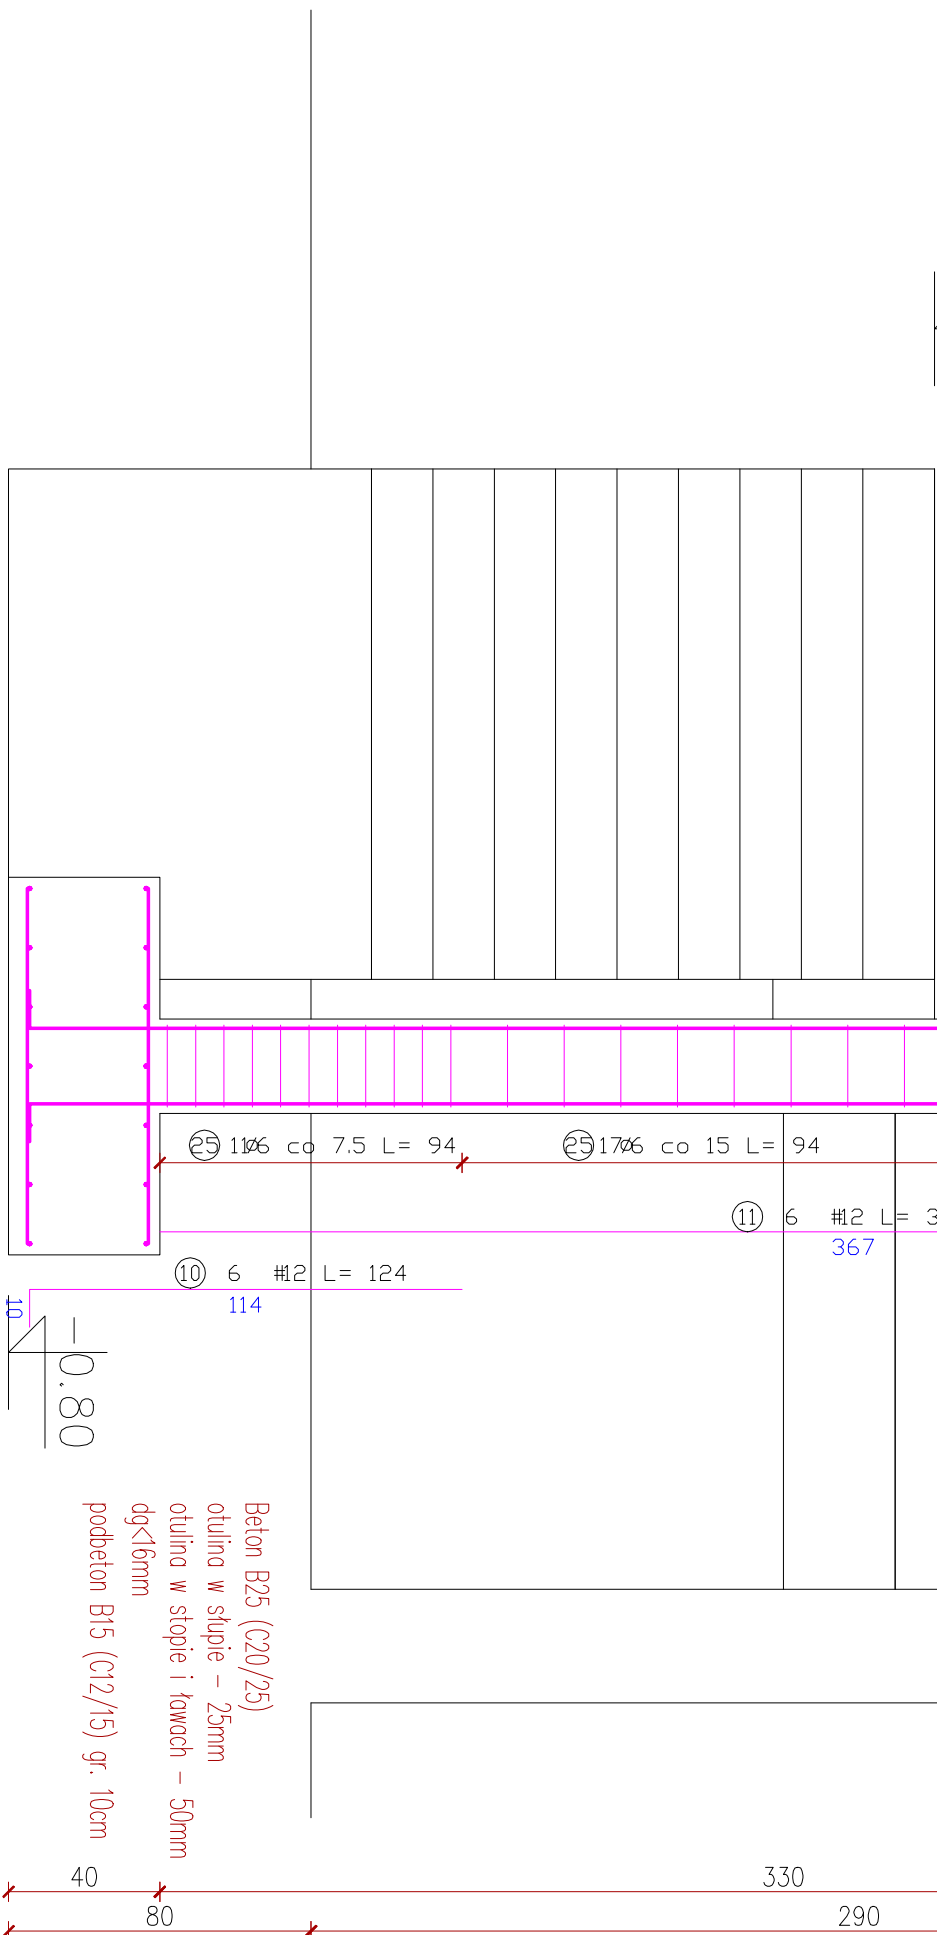 25 11ø6 co 7.5 L= 94
25 17ø6 co 15 L= 94
11 6 #12 L= 3
367
10 6 #12 L= 124
114
10
-0.80
Beton B25 (C20/25)
otulina w słupie - 25mm
otulina w stopie i ławach - 50mm
dg<16mm
podbeton B15 (C12/15) gr. 10cm
40
330
80
290